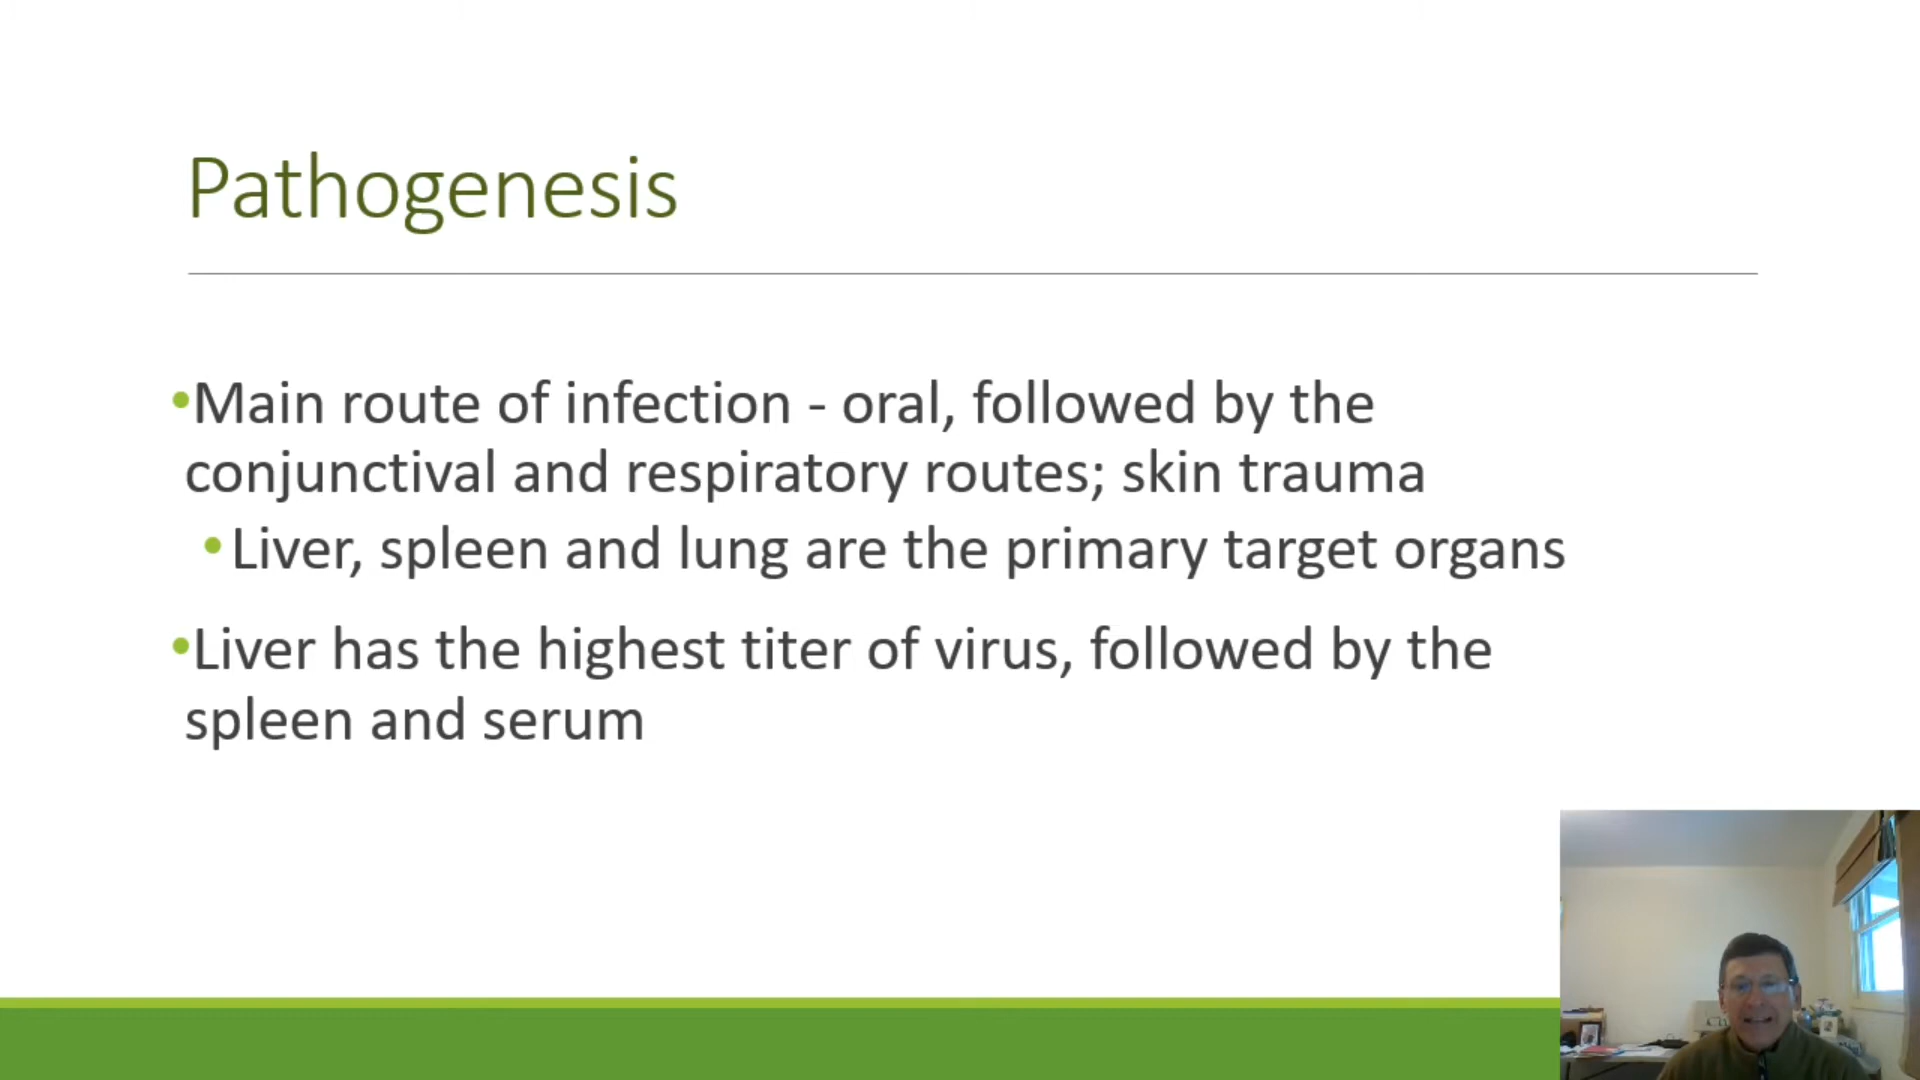 Pathogenesis
•Main route of infection - oral, followed by the
conjunctival and respiratory routes; skin trauma
•Liver, spleen and lung are the primary target organs
•Liver has the highest titer of virus, followed by the
spleen and serum